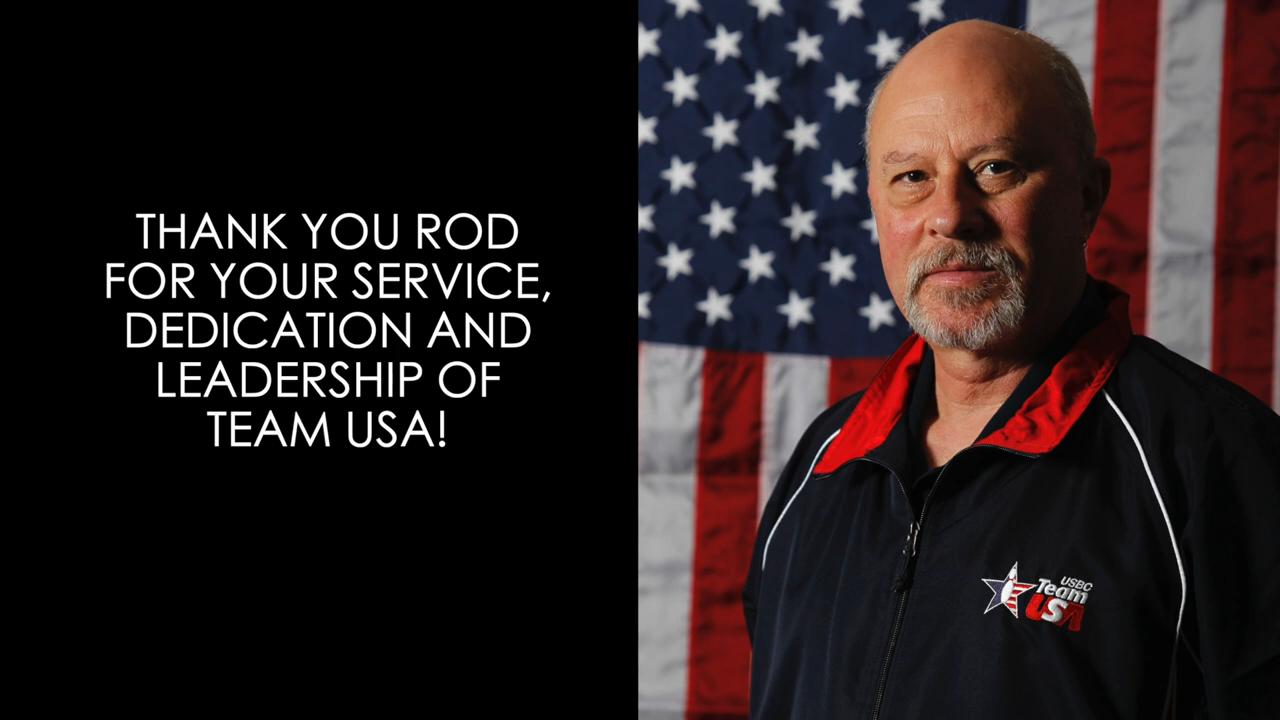 THANK YOU ROD
FOR YOUR SERVICE,
DEDICATION AND
LEADERSHIP OF
TEAM USA!
USBC
Team
USA